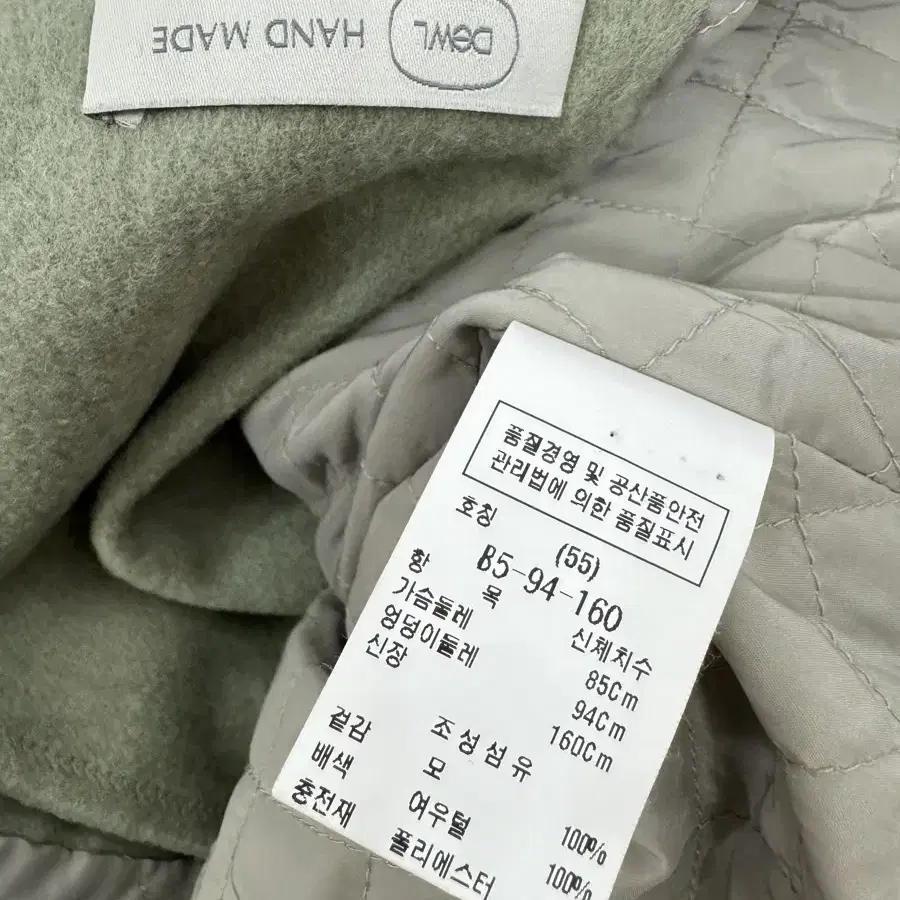 DewL HAND MADE
품질경영 및 공산품안전
관리법에 의한 품질표시
호칭 (55)
85-94-160
항 목 신체치수
가슴둘레 85Cm
엉덩이둘레 94Cm
신장 160Cm
조성섬유
겉감 모 100%
배색 여우털 100%
충전재 폴리에스터